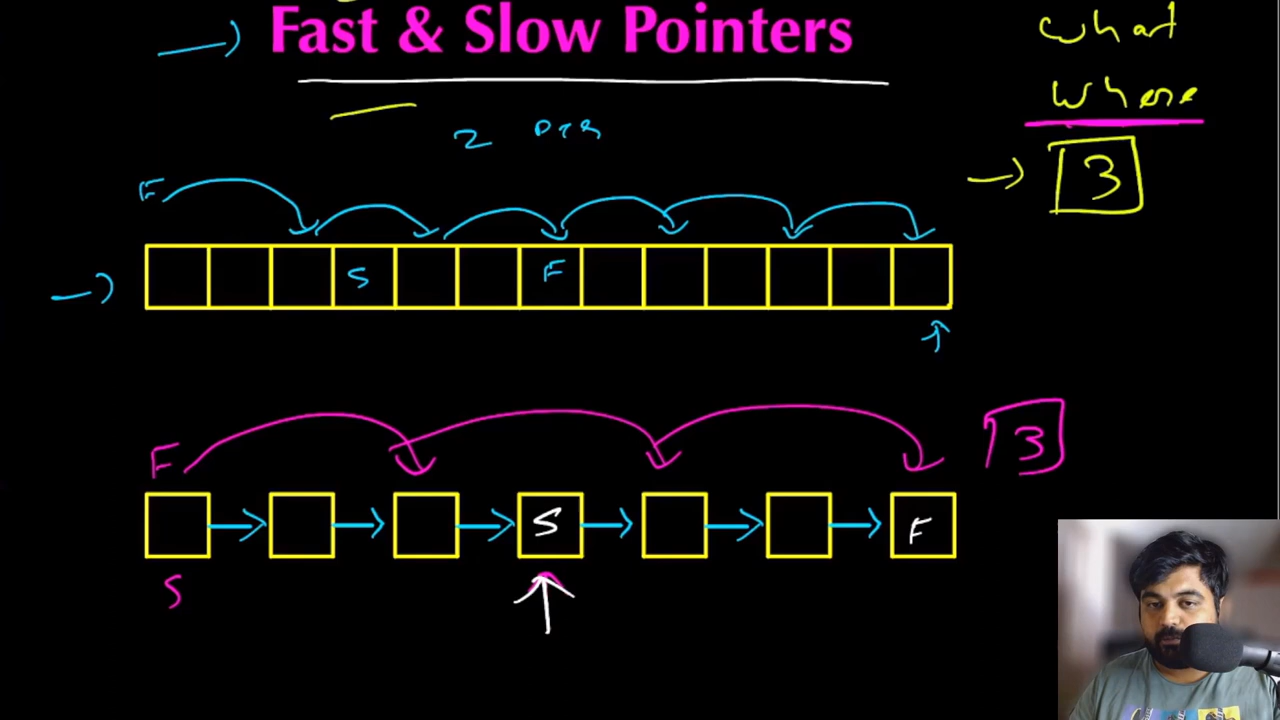 Fast & Slow Pointers
what
where
3
2 ptr
F
S F
F
3
S F
S